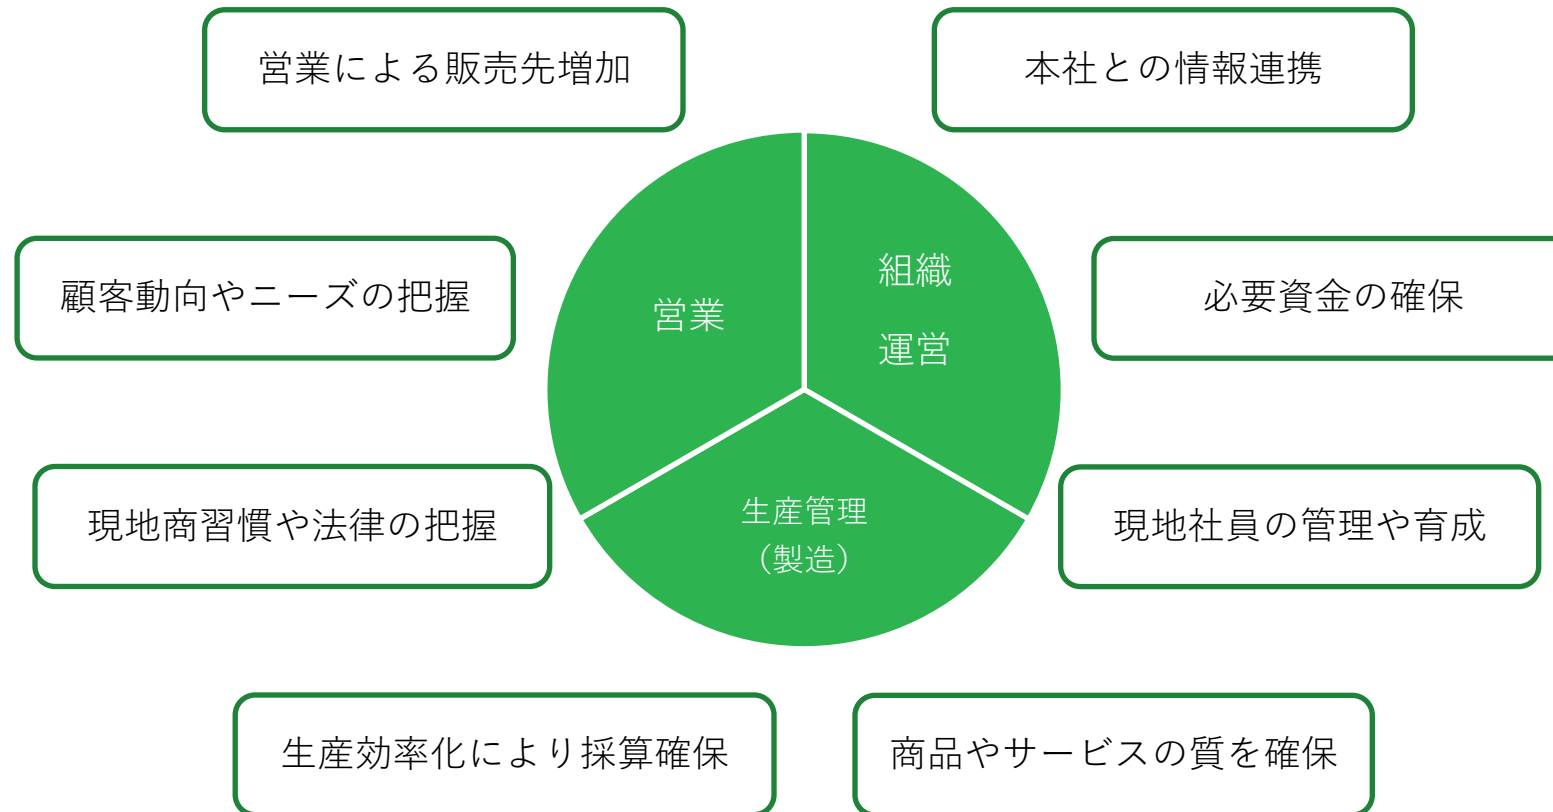 営業による販売先増加
本社との情報連携
顧客動向やニーズの把握
営業
組織
運営
必要資金の確保
現地商習慣や法律の把握
生産管理
（製造）
現地社員の管理や育成
生産効率化により採算確保
商品やサービスの質を確保